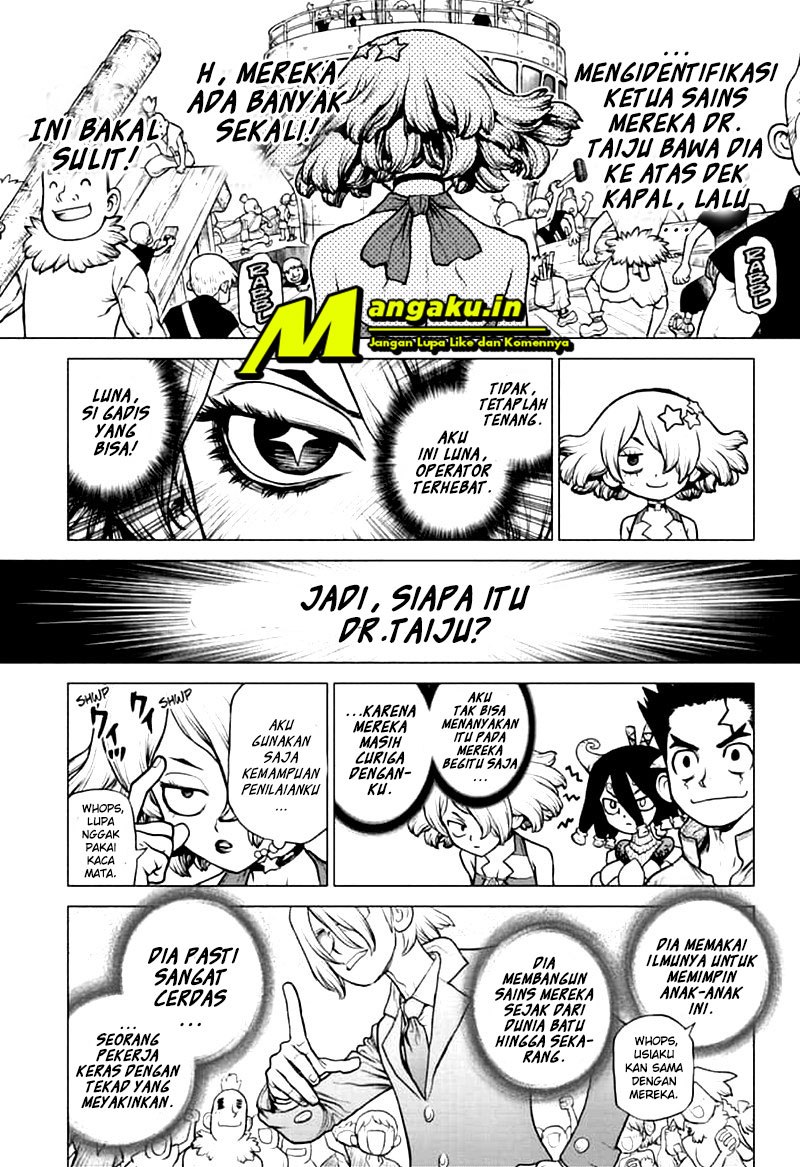 ...
MENGIDENTIFIKASI
KETUA SAINS
MEREKA DR.
TAIJU BAWA DIA
KE ATAS DEK
KAPAL, LALU
...
H, MEREKA
ADA BANYAK
SEKALI!
INI BAKAL
SULIT!
RABBL
RABBL
Mangaku.in
Jangan Lupa Like dan Komennya
TIDAK,
TETAPLAH
TENANG.
AKU
INI LUNA,
OPERATOR
TERHEBAT.
LUNA,
SI GADIS
YANG
BISA!
JADI, SIAPA ITU
DR.TAIJU?
AKU
TAK BISA
MENANYAKAN
ITU PADA
MEREKA
BEGITU SAJA
...
...KARENA
MEREKA
MASIH
CURIGA
DENGAN-
KU.
SHWP
SHWP
AKU
GUNAKAN
SAJA
KEMAMPUAN
PENILAIANKU
...
WHOPS,
LUPA
NGGAK
PAKAI
KACA
MATA.
DIA MEMAKAI
ILMUNYA UNTUK
MEMIMPIN
ANAK-ANAK
INI.
WHOPS,
USIAKU
KAN SAMA
DENGAN
MEREKA.
DIA
MEMBANGUN
SAINS MEREKA
SEJAK DARI
DUNIA BATU
HINGGA SEKA-
RANG.
DIA PASTI
SANGAT
CERDAS
...
...
SEORANG
PEKERJA
KERAS DENGAN
TEKAD YANG
MEYAKINKAN.